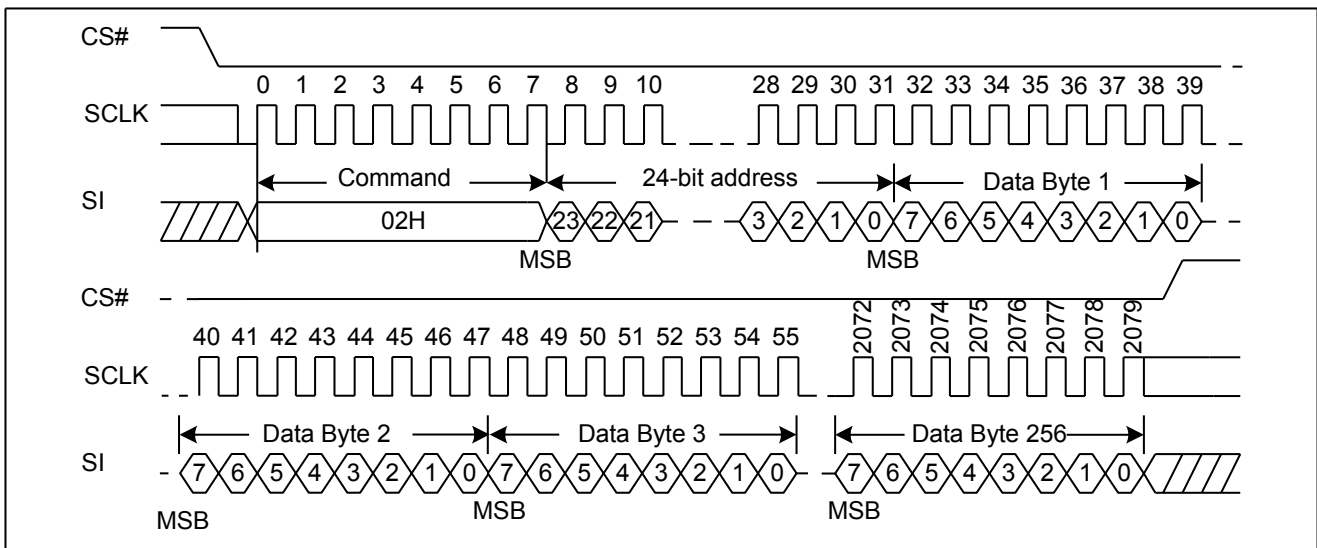 CS#
0 1 2 3 4 5 6 7 8 9 10 28 29 30 31 32 33 34 35 36 37 38 39
SCLK
Command 24-bit address Data Byte 1
SI
02H 23 22 21 3 2 1 0 7 6 5 4 3 2 1 0
MSB MSB
CS#
40 41 42 43 44 45 46 47 48 49 50 51 52 53 54 55 2072 2073 2074 2075 2076 2077 2078 2079
SCLK
Data Byte 2 Data Byte 3 Data Byte 256
SI
7 6 5 4 3 2 1 0 7 6 5 4 3 2 1 0 7 6 5 4 3 2 1 0
MSB MSB MSB